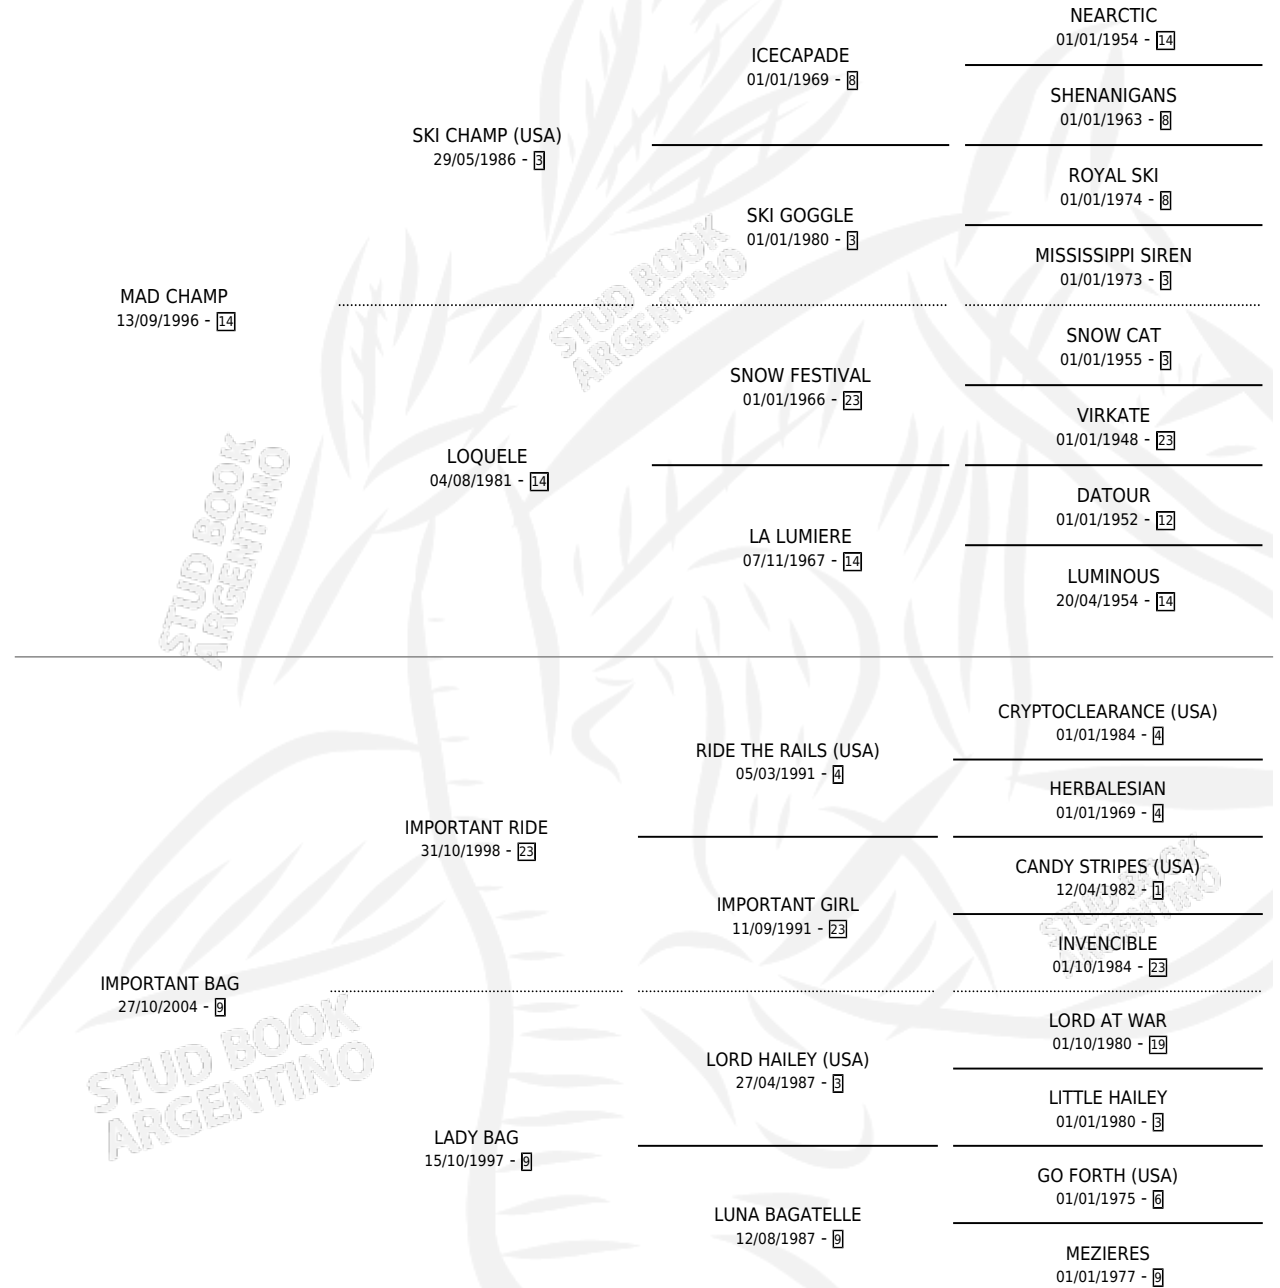 NEARCTIC
01/01/1954 - 14
ICECAPADE
01/01/1969 - 8
SHENANIGANS
01/01/1963 - 8
SKI CHAMP (USA)
29/05/1986 - 3
ROYAL SKI
01/01/1974 - 8
SKI GOGGLE
01/01/1980 - 3
MISSISSIPPI SIREN
01/01/1973 - 3
STUD BOOK
ARGENTINO
MAD CHAMP
13/09/1996 - 14
SNOW CAT
01/01/1955 - 3
SNOW FESTIVAL
01/01/1966 - 23
VIRKATE
01/01/1948 - 23
LOQUELE
04/08/1981 - 14
DATOUR
01/01/1952 - 12
LA LUMIERE
07/11/1967 - 14
LUMINOUS
20/04/1954 - 14
STUD BOOK
ARGENTINO
CRYPTOCLEARANCE (USA)
01/01/1984 - 4
RIDE THE RAILS (USA)
05/03/1991 - 4
HERBALESIAN
01/01/1969 - 4
IMPORTANT RIDE
31/10/1998 - 23
CANDY STRIPES (USA)
12/04/1982 - 1
IMPORTANT GIRL
11/09/1991 - 23
INVENCIBLE
01/10/1984 - 23
STUD BOOK
ARGENTINO
IMPORTANT BAG
27/10/2004 - 9
LORD AT WAR
01/10/1980 - 19
LORD HAILEY (USA)
27/04/1987 - 3
LITTLE HAILEY
01/01/1980 - 3
STUD BOOK
ARGENTINO
LADY BAG
15/10/1997 - 9
GO FORTH (USA)
01/01/1975 - 6
LUNA BAGATELLE
12/08/1987 - 9
MEZIERES
01/01/1977 - 9